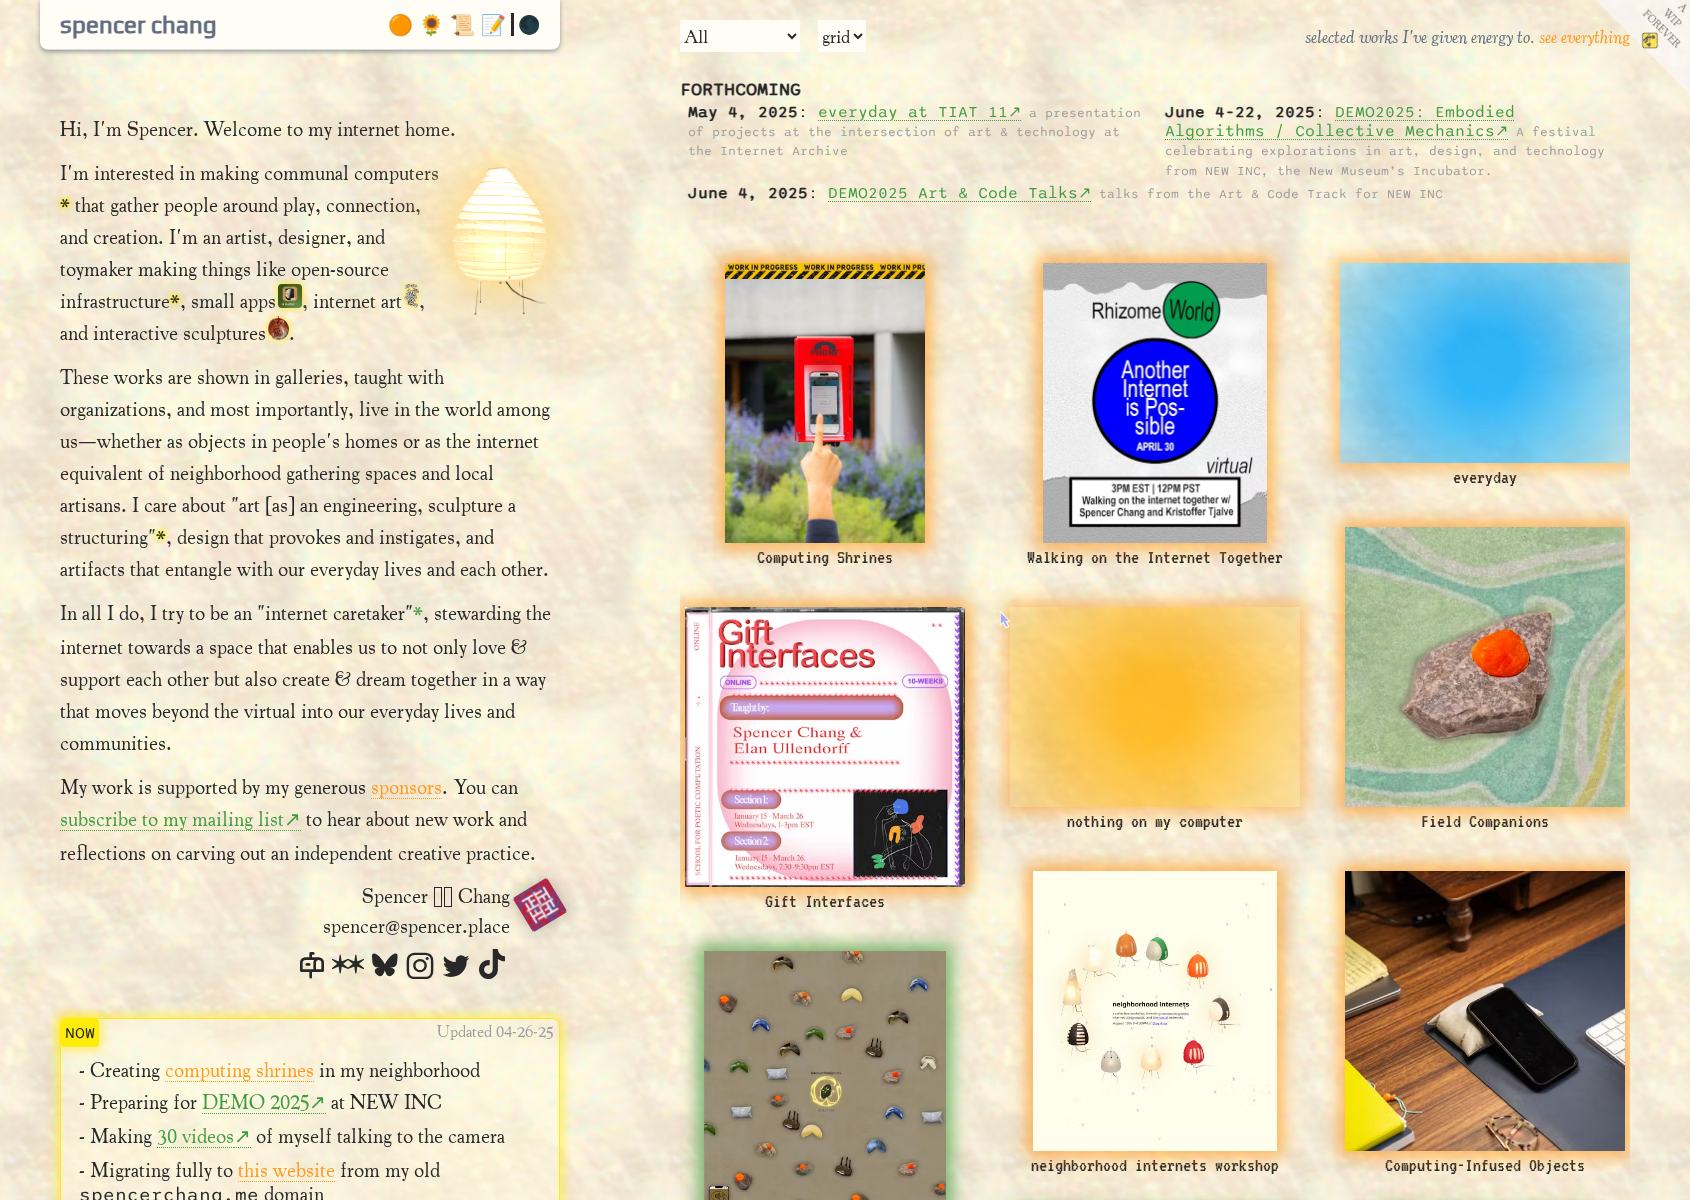 spencer chang
Hi, I'm Spencer. Welcome to my internet home.
I'm interested in making communal computers
* that gather people around play, connection,
and creation. I'm an artist, designer, and
toymaker making things like open-source
infrastructure*, small apps, internet art,
and interactive sculptures.
These works are shown in galleries, taught with
organizations, and most importantly, live in the world among
us—whether as objects in people's homes or as the internet
equivalent of neighborhood gathering spaces and local
artisans. I care about "art [as] an engineering, sculpture a
structuring"*, design that provokes and instigates, and
artifacts that entangle with our everyday lives and each other.
In all I do, I try to be an "internet caretaker"*, stewarding the
internet towards a space that enables us to not only love &
support each other but also create & dream together in a way
that moves beyond the virtual into our everyday lives and
communities.
My work is supported by my generous sponsors. You can
subscribe to my mailing list↗ to hear about new work and
reflections on carving out an independent creative practice.
Spencer Chang
spencer@spencer.place
NOW
Updated 04-26-25
- Creating computing shrines in my neighborhood
- Preparing for DEMO 2025↗ at NEW INC
- Making 30 videos↗ of myself talking to the camera
- Migrating fully to this website from my old
spencerchang.me domain
All
grid
selected works I've given energy to. see everything
A
WIP
FOREVER
FORTHCOMING
May 4, 2025: everyday at TIAT 11↗ a presentation
of projects at the intersection of art & technology at
the Internet Archive
June 4-22, 2025: DEMO2025: Embodied
Algorithms / Collective Mechanics↗ A festival
celebrating explorations in art, design, and technology
from NEW INC, the New Museum's Incubator.
June 4, 2025: DEMO2025 Art & Code Talks↗ talks from the Art & Code Track for NEW INC
WORK IN PROGRESS WORK IN PROGRESS WORK IN PRO
PHONE
Computing Shrines
Rhizome World
Another
Internet
is Pos-
sible
APRIL 30
virtual
3PM EST | 12PM PST
Walking on the internet together w/
Spencer Chang and Kristoffer Tjalve
Walking on the Internet Together
everyday
Gift
Interfaces
ONLINE
ONLINE
10-WEEKS
Taught by:
Spencer Chang &
Elan Ullendorff
SCHOOL FOR POETIC COMPUTATION
Section 1:
January 15 - March 26
Wednesdays, 1-3pm EST
Section 2:
January 15 - March 26.
Wednesdays, 7:30-9:30pm EST
Gift Interfaces
nothing on my computer
Field Companions
neighborhood internets
neighborhood internets workshop
Computing-Infused Objects